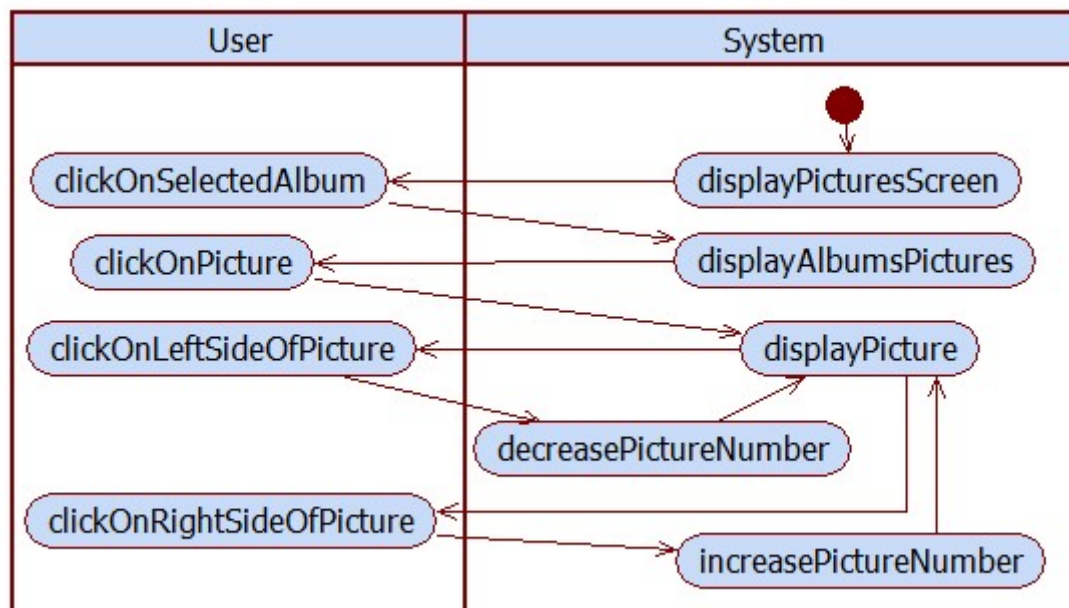 User
System
clickOnSelectedAlbum
displayPicturesScreen
clickOnPicture
displayAlbumsPictures
clickOnLeftSideOfPicture
displayPicture
decreasePictureNumber
clickOnRightSideOfPicture
increasePictureNumber